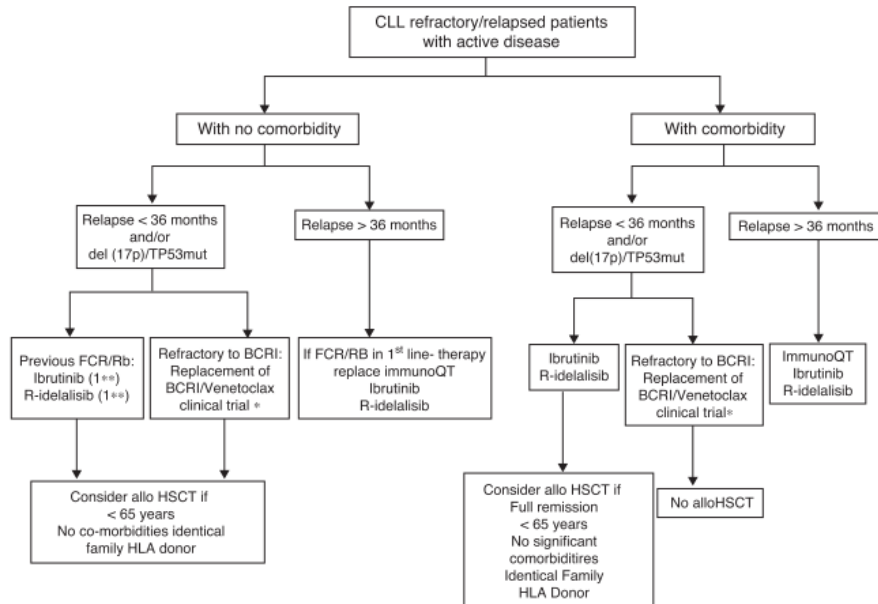 CLL refractory/relapsed patients
with active disease
With no comorbidity
With comorbidity
Relapse < 36 months
and/or
del (17p)/TP53mut
Relapse > 36 months
Relapse < 36 months
and/or
del(17p)/TP53mut
Relapse > 36 months
Previous FCR/Rb:
Ibrutinib (1**)
R-idelalisib (1**)
Refractory to BCRI:
Replacement of
BCRI/Venetoclax
clinical trial *
If FCR/RB in 1st line- therapy
replace immunoQT
Ibrutinib
R-idelalisib
Ibrutinib
R-idelalisib
Refractory to BCRI:
Replacement of
BCRI/Venetoclax
clinical trial*
ImmunoQT
Ibrutinib
R-idelalisib
Consider allo HSCT if
< 65 years
No co-morbidities identical
family HLA donor
Consider allo HSCT if
Full remission
< 65 years
No significant
comorbiditires
Identical Family
HLA Donor
No alloHSCT